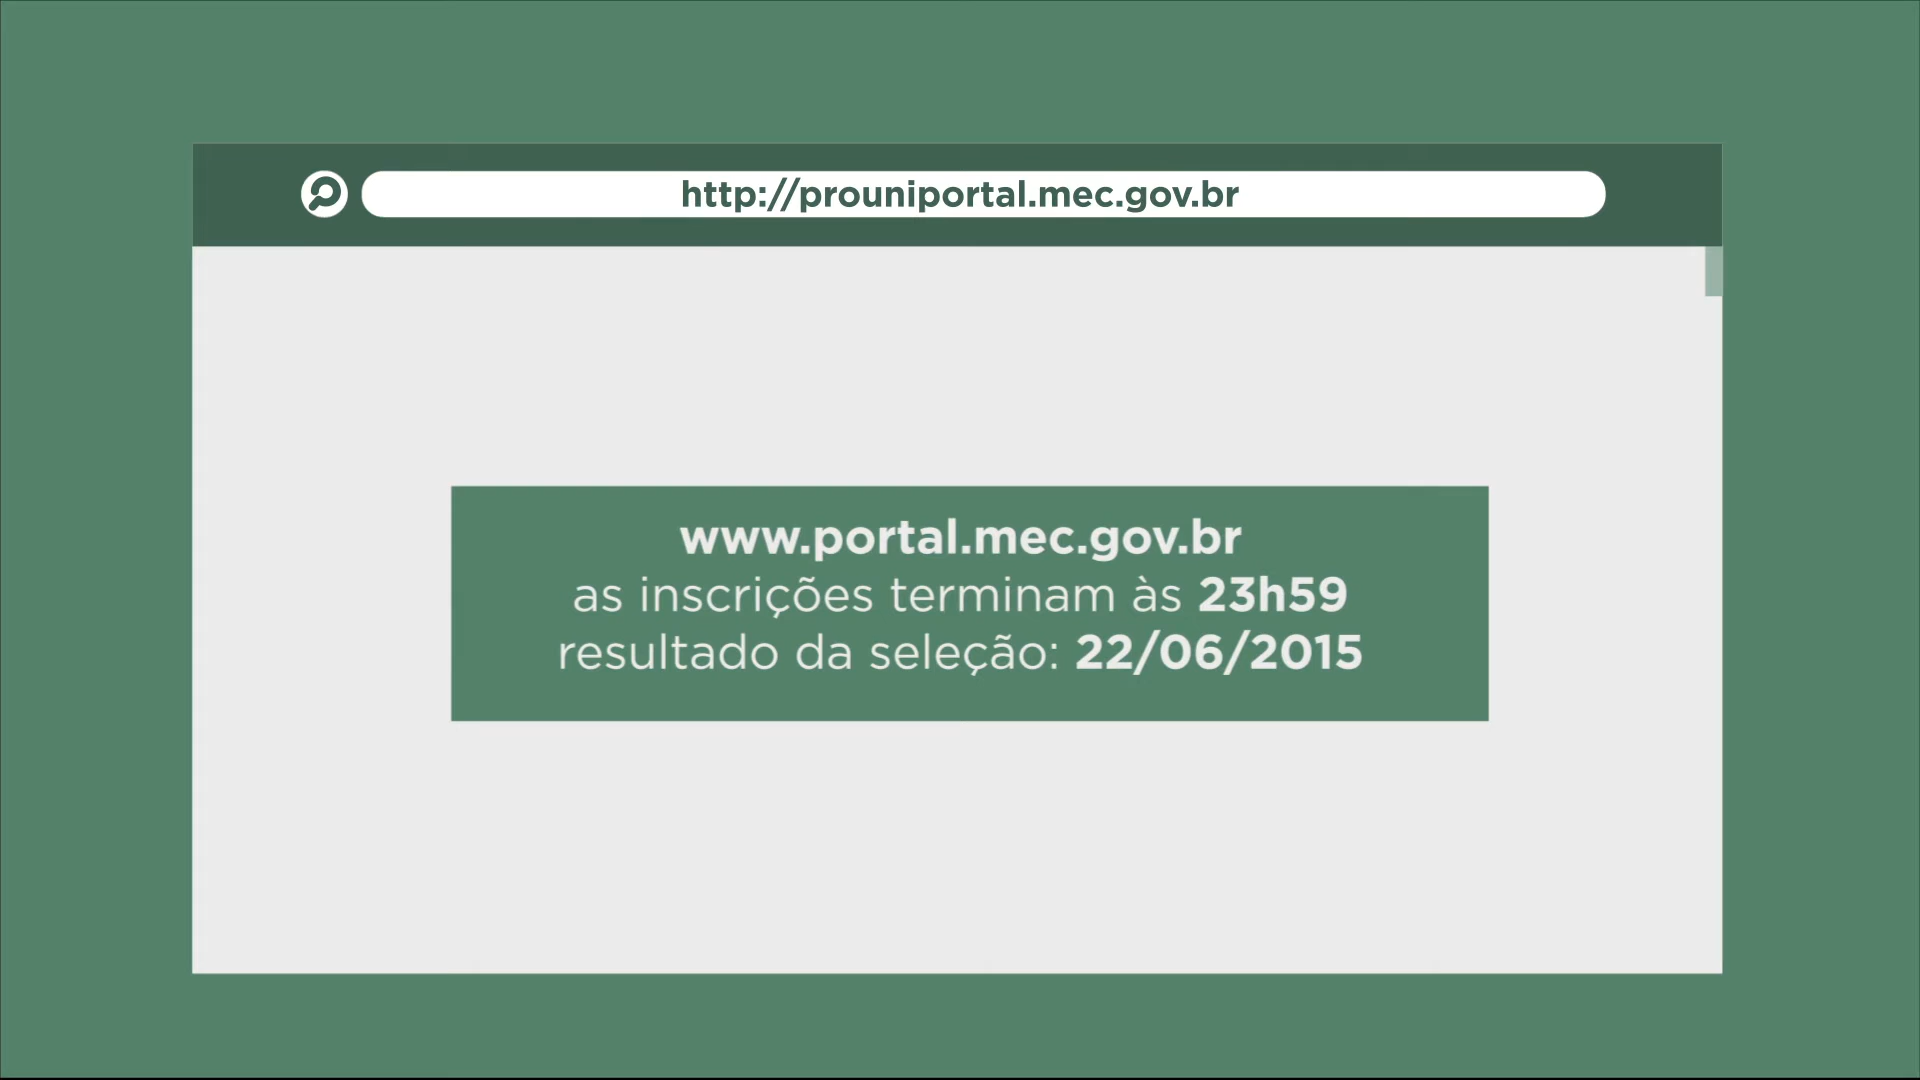 http://prouniportal.mec.gov.br
www.portal.mec.gov.br
as inscrições terminam às 23h59
resultado da seleção: 22/06/2015